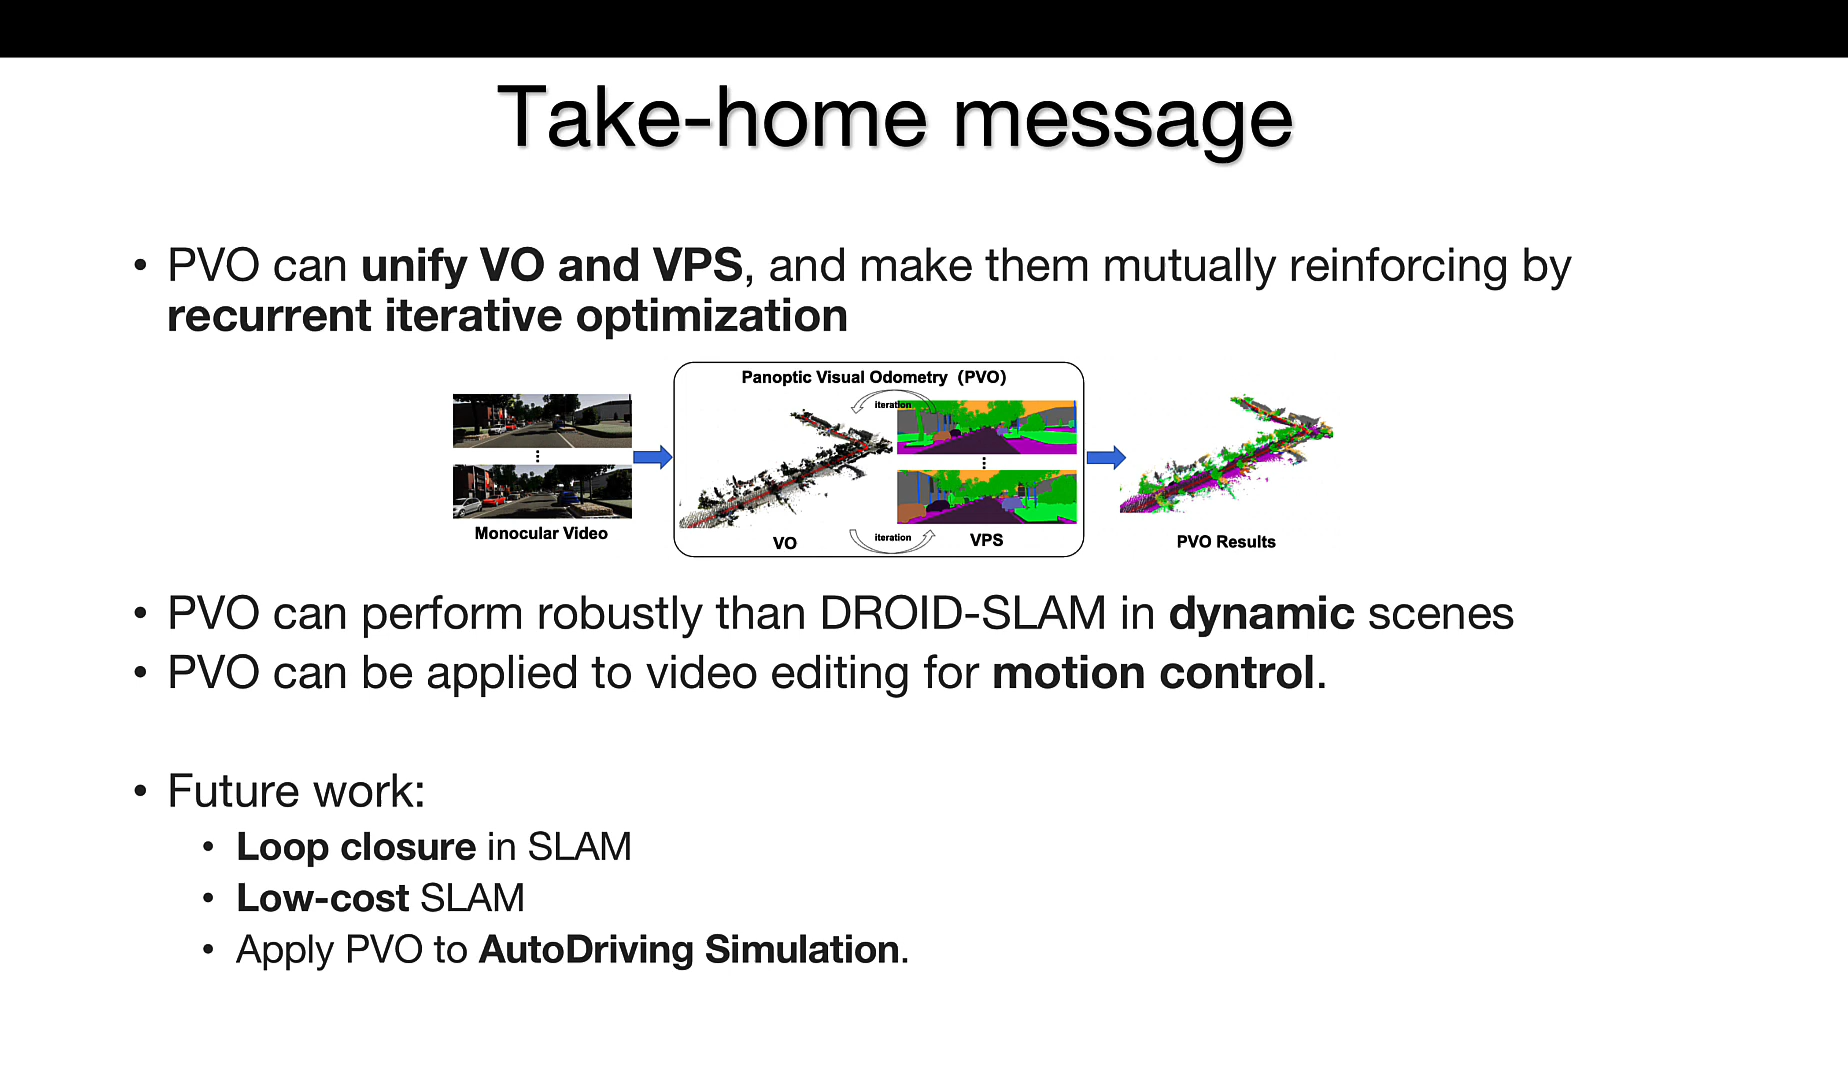 Take-home message
• PVO can unify VO and VPS, and make them mutually reinforcing by
recurrent iterative optimization
Panoptic Visual Odometry (PVO)
iteration
iteration
Monocular Video
VO
VPS
PVO Results
• PVO can perform robustly than DROID-SLAM in dynamic scenes
• PVO can be applied to video editing for motion control.
• Future work:
• Loop closure in SLAM
• Low-cost SLAM
• Apply PVO to AutoDriving Simulation.